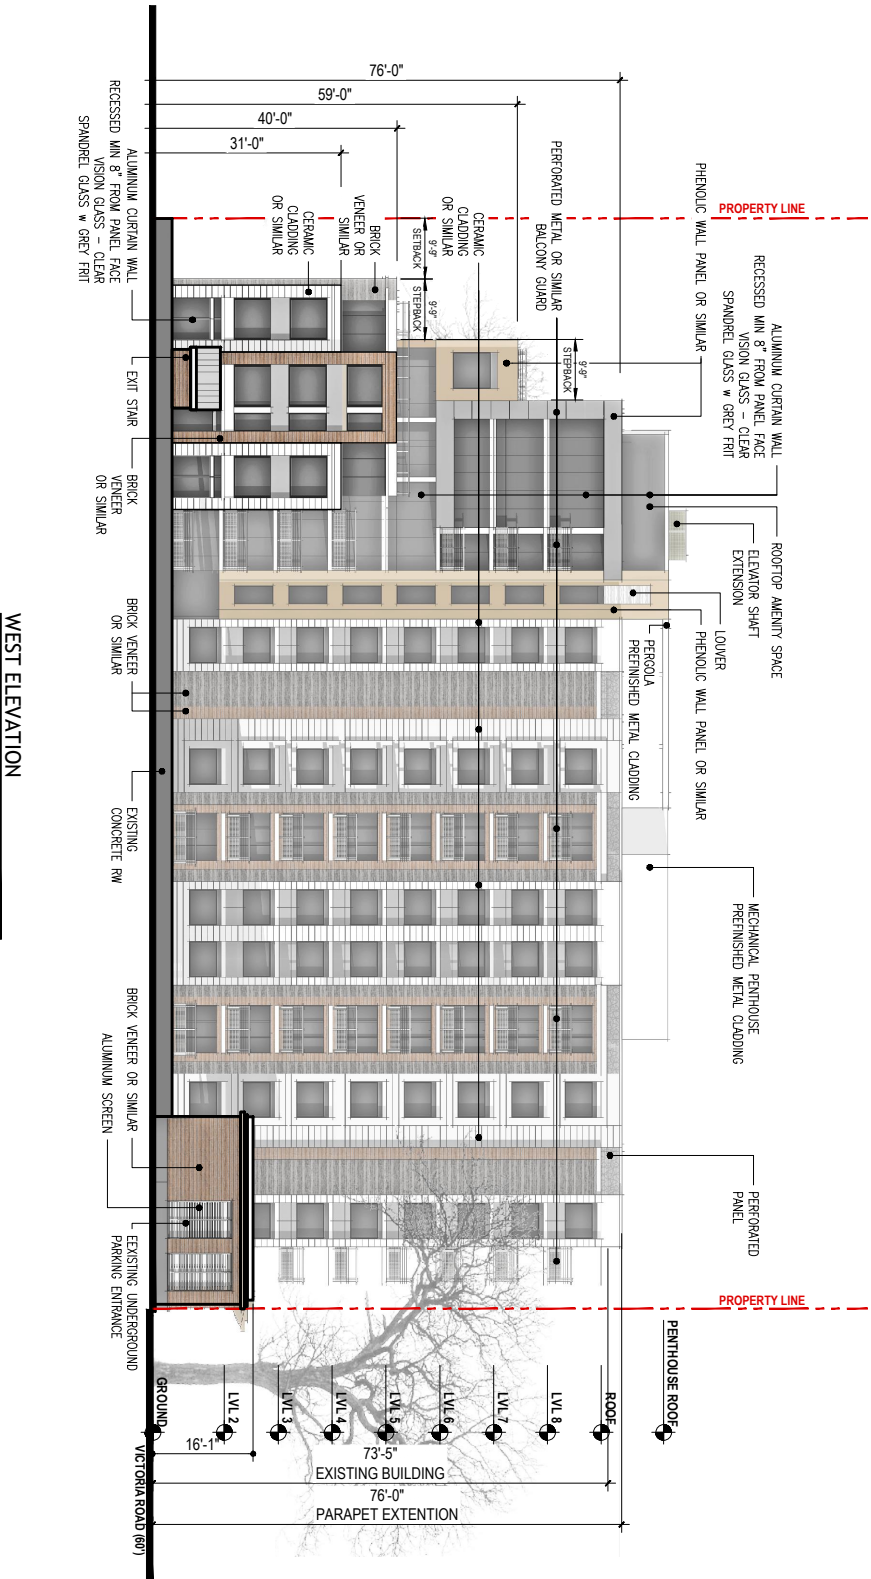 76'-0"
59'-0"
40'-0"
31'-0"
PROPERTY LINE
ALUMINUM CURTAIN WALL
RECESSED MIN 8" FROM PANEL FACE
VISION GLASS - CLEAR
SPANDREL GLASS w GREY FRIT
CERAMIC
CLADDING
OR SIMILAR
BRICK
VENEER OR
SIMILAR
9'-9"
SETBACK
9'-9"
STEPBACK
CERAMIC
CLADDING
OR SIMILAR
PERFORATED METAL OR SIMILAR
BALCONY GUARD
9'-9"
STEPBACK
PHENOLIC WALL PANEL OR SIMILAR
ALUMINUM CURTAIN WALL
RECESSED MIN 8" FROM PANEL FACE
VISION GLASS - CLEAR
SPANDREL GLASS w GREY FRIT
EXIT STAIR
BRICK
VENEER
OR SIMILAR
ROOFTOP AMENITY SPACE
ELEVATOR SHAFT
EXTENSION
LOUVER
PHENOLIC WALL PANEL OR SIMILAR
PERGOLA
PREFINISHED METAL CLADDING
BRICK VENEER
OR SIMILAR
EXISTING
CONCRETE RW
MECHANICAL PENTHOUSE
PREFINISHED METAL CLADDING
BRICK VENEER OR SIMILAR
ALUMINUM SCREEN
EEXISTING UNDERGROUND
PARKING ENTRANCE
PERFORATED
PANEL
PROPERTY LINE
PENTHOUSE ROOF
ROOF
LVL 8
LVL 7
LVL 6
LVL 5
LVL 4
LVL 3
LVL 2
GROUND
16'-1"
73'-5"
EXISTING BUILDING
76'-0"
PARAPET EXTENTION
VICTORIA ROAD (60')
WEST ELEVATION